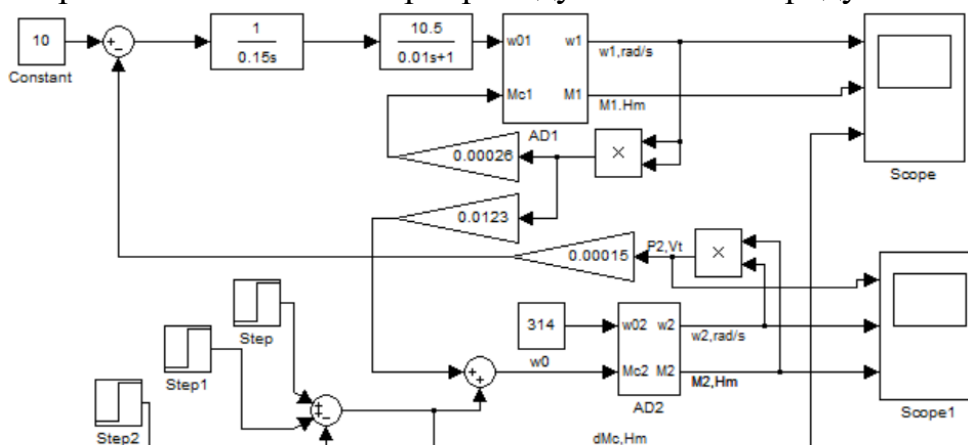 10
Constant
1
0.15s
10.5
0.01s+1
w01
w1
Mc1
M1
AD1
w1,rad/s
M1.Hm
Scope
0.00026
×
0.0123
0.00015
P2,Vt
×
Step
Step1
Step2
314
w0
w02
w2
Mc2
M2
AD2
w2,rad/s
M2,Hm
Scope1
dMc,Hm